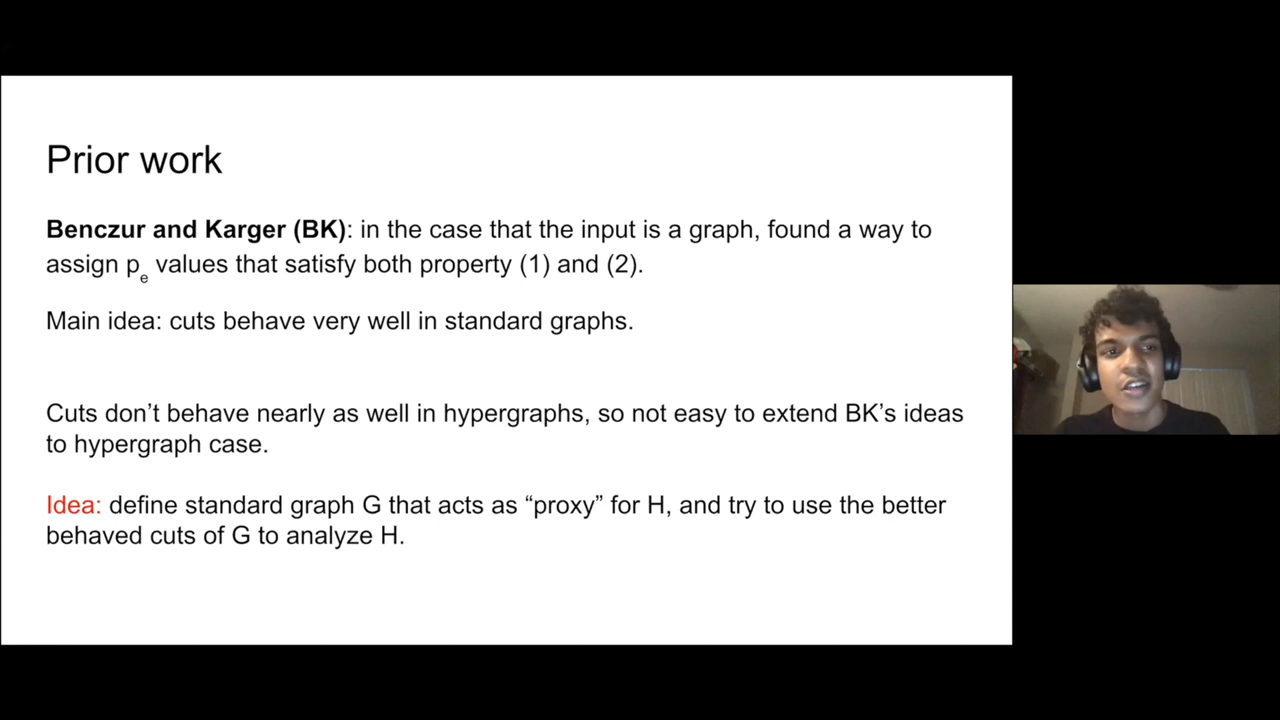 Prior work
Benczur and Karger (BK): in the case that the input is a graph, found a way to
assign pe values that satisfy both property (1) and (2).
Main idea: cuts behave very well in standard graphs.
Cuts don’t behave nearly as well in hypergraphs, so not easy to extend BK’s ideas
to hypergraph case.
Idea: define standard graph G that acts as “proxy” for H, and try to use the better
behaved cuts of G to analyze H.